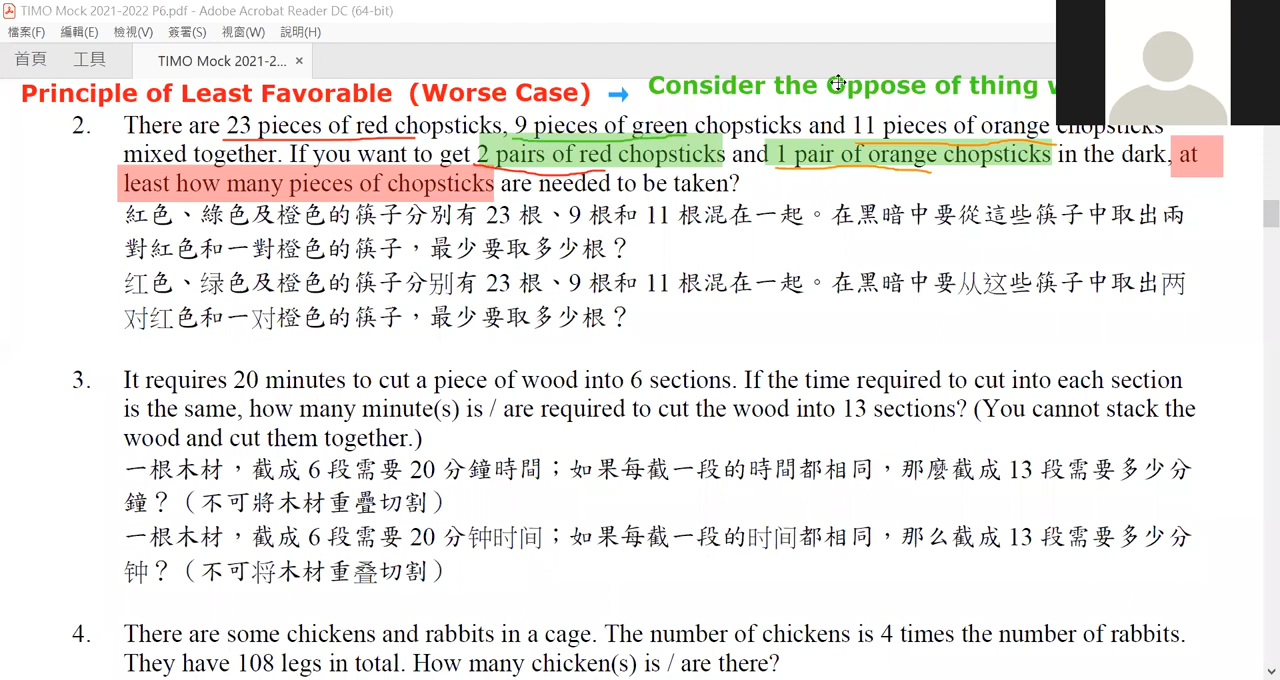 TIMO Mock 2021-2022 P6.pdf - Adobe Acrobat Reader DC (64-bit)
檔案(F) 編輯(E) 檢視(V) 簽署(S) 視窗(W) 說明(H)
首頁 工具 TIMO Mock 2021-2... ×
Principle of Least Favorable (Worse Case) → Consider the Oppose of thing
2. There are 23 pieces of red chopsticks, 9 pieces of green chopsticks and 11 pieces of orange chopsticks
mixed together. If you want to get 2 pairs of red chopsticks and 1 pair of orange chopsticks in the dark, at
least how many pieces of chopsticks are needed to be taken?
紅色、綠色及橙色的筷子分別有 23 根、9 根和 11 根混在一起。在黑暗中要從這些筷子中取出兩
對紅色和一對橙色的筷子，最少要取多少根？
红色、绿色及橙色的筷子分别有 23 根、9 根和 11 根混在一起。在黑暗中要从这些筷子中取出两
对红色和一对橙色的筷子，最少要取多少根？
3. It requires 20 minutes to cut a piece of wood into 6 sections. If the time required to cut into each section
is the same, how many minute(s) is / are required to cut the wood into 13 sections? (You cannot stack the
wood and cut them together.)
一根木材，截成 6 段需要 20 分鐘時間；如果每截一段的時間都相同，那麼截成 13 段需要多少分
鐘？（不可將木材重疊切割）
一根木材，截成 6 段需要 20 分钟时间；如果每截一段的时间都相同，那么截成 13 段需要多少分
钟？（不可将木材重叠切割）
4. There are some chickens and rabbits in a cage. The number of chickens is 4 times the number of rabbits.
They have 108 legs in total. How many chicken(s) is / are there?